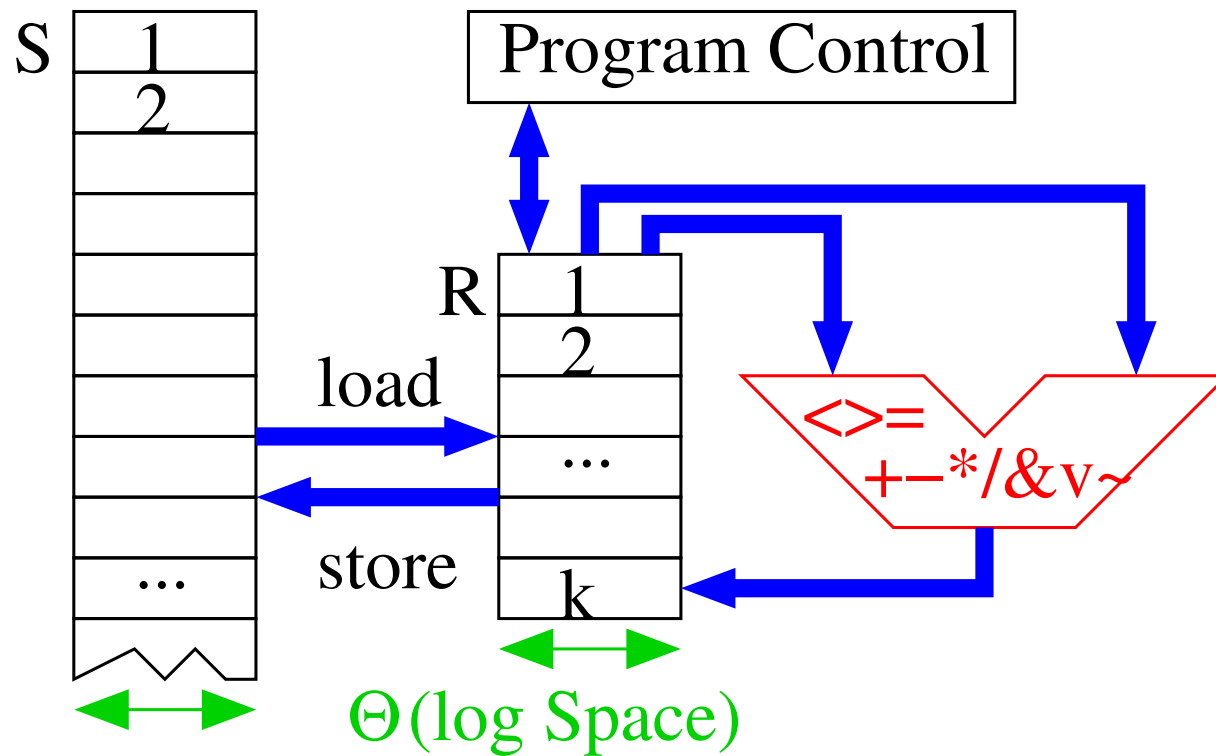 S
1
2
...
Program Control
R
1
2
...
k
load
store
<>=
+−*/&v~
Θ(log Space)